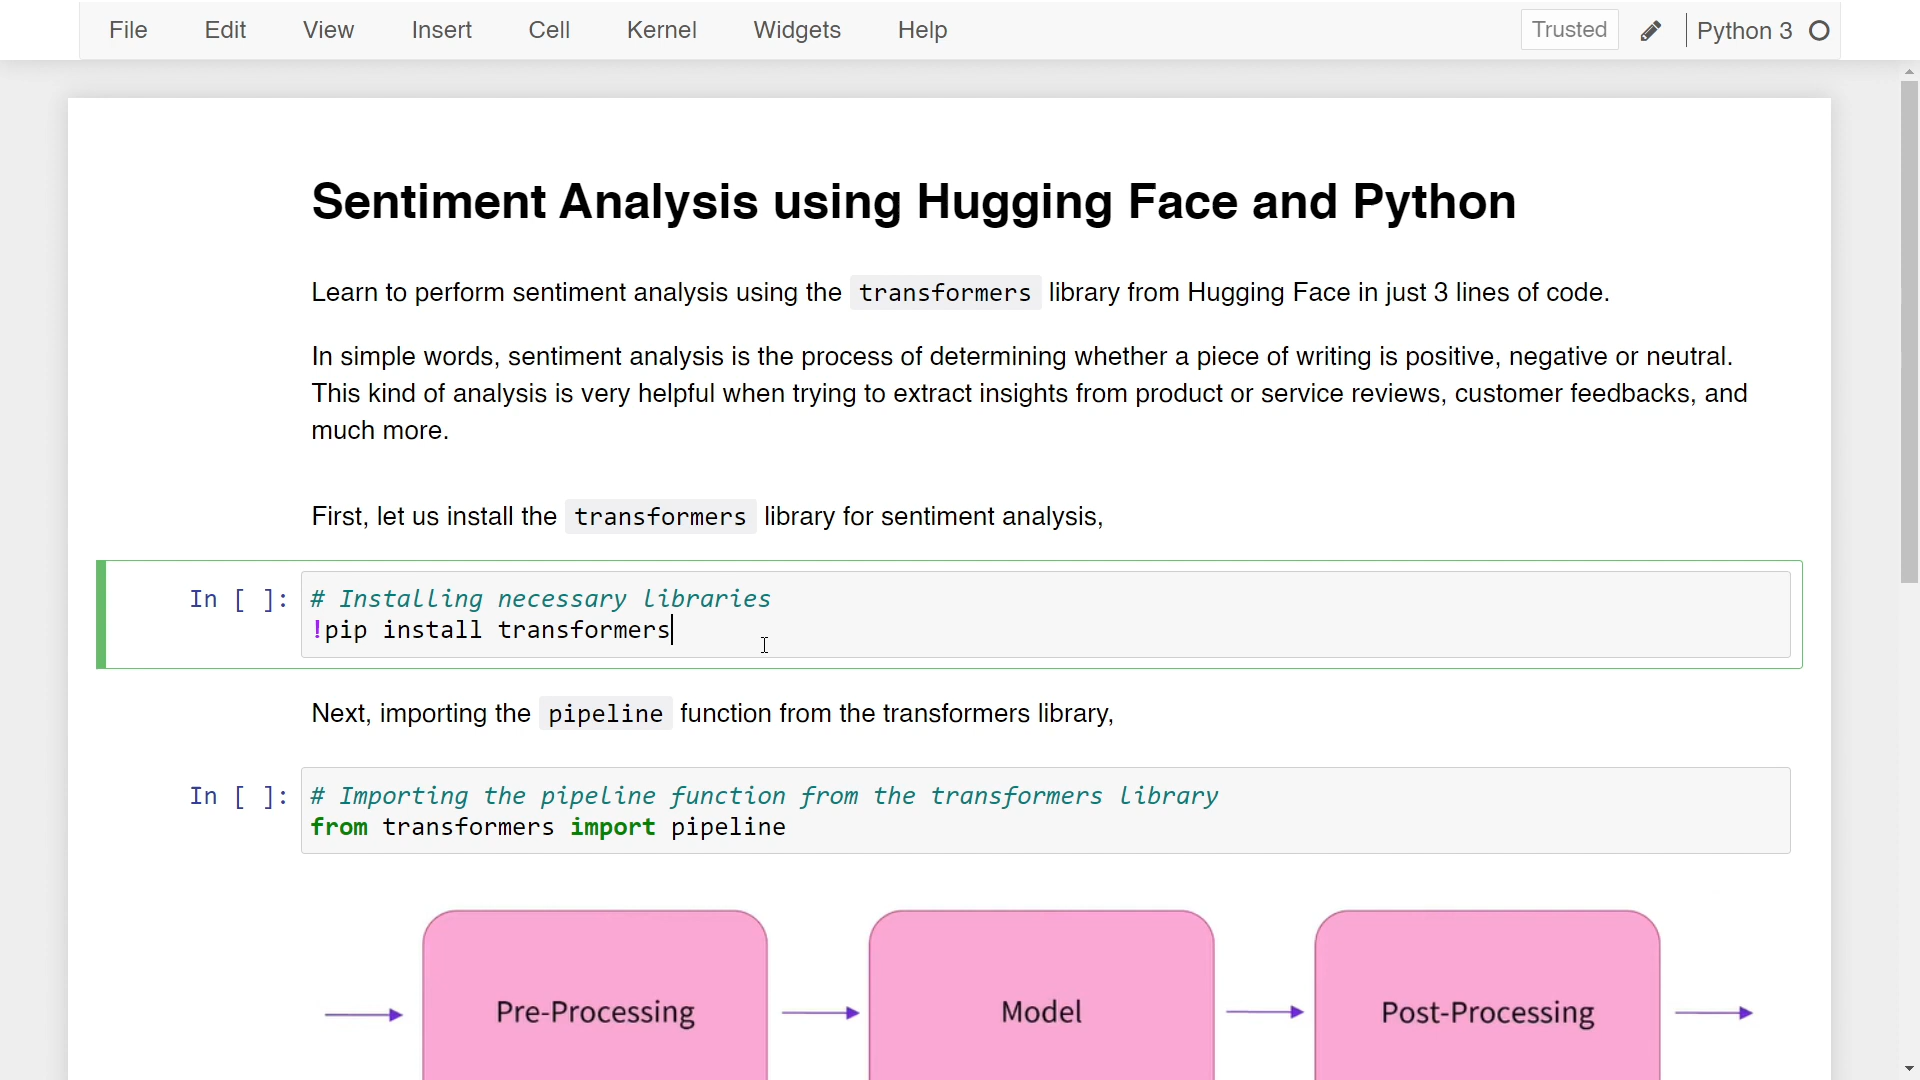 File Edit View Insert Cell Kernel Widgets Help Trusted Python 3
Sentiment Analysis using Hugging Face and Python
Learn to perform sentiment analysis using the transformers library from Hugging Face in just 3 lines of code.
In simple words, sentiment analysis is the process of determining whether a piece of writing is positive, negative or neutral.
This kind of analysis is very helpful when trying to extract insights from product or service reviews, customer feedbacks, and
much more.
First, let us install the transformers library for sentiment analysis,
In [ ]: # Installing necessary libraries
!pip install transformers
Next, importing the pipeline function from the transformers library,
In [ ]: # Importing the pipeline function from the transformers library
from transformers import pipeline
Pre-Processing Model Post-Processing